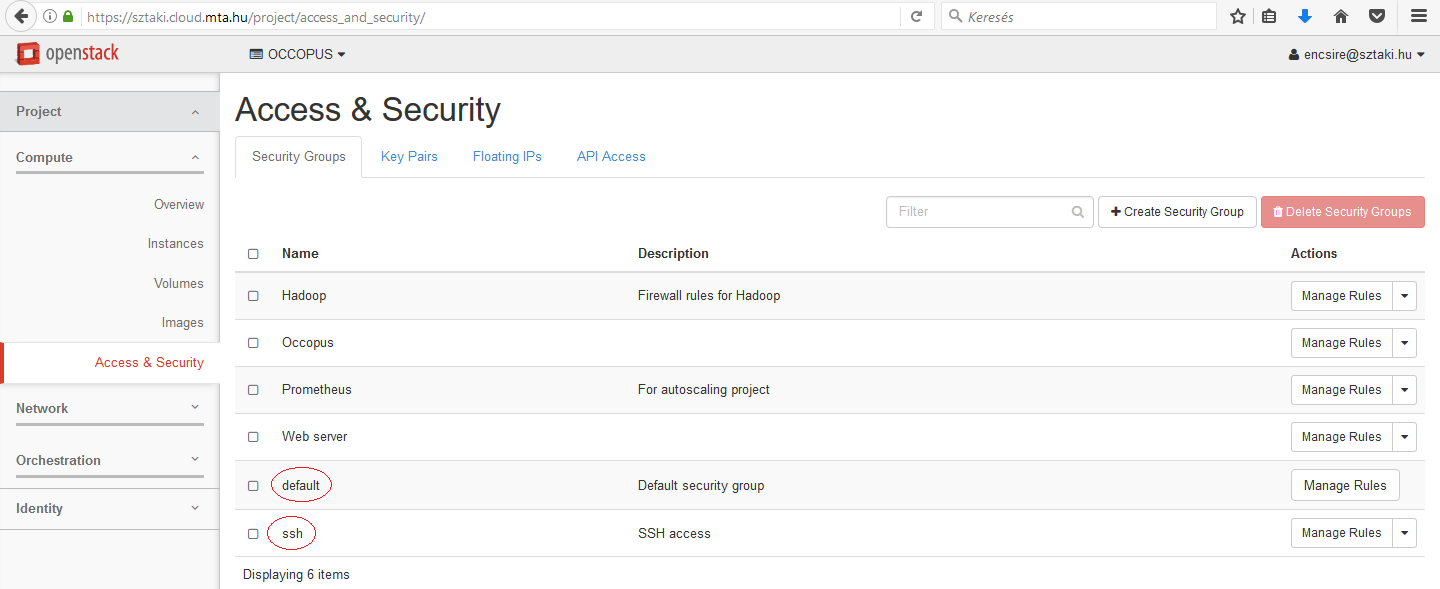 https://sztaki.cloud.mta.hu/project/access_and_security/
Keresés
openstack
OCCOPUS
encsire@sztaki.hu
Project
Compute
Overview
Instances
Volumes
Images
Access & Security
Network
Orchestration
Identity
Access & Security
Security Groups Key Pairs Floating IPs API Access
Filter
Create Security Group
Delete Security Groups
Name Description Actions
Hadoop Firewall rules for Hadoop Manage Rules
Occopus Manage Rules
Prometheus For autoscaling project Manage Rules
Web server Manage Rules
default Default security group Manage Rules
ssh SSH access Manage Rules
Displaying 6 items